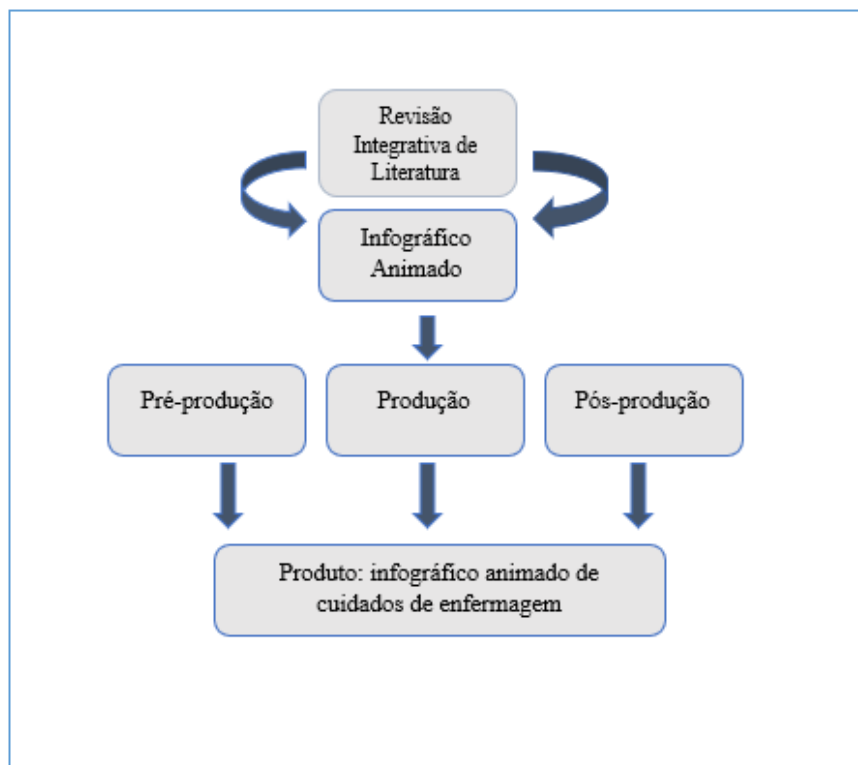 Revisão
Integrativa de
Literatura
Infográfico
Animado
Pré-produção
Produção
Pós-produção
Produto: infográfico animado de
cuidados de enfermagem